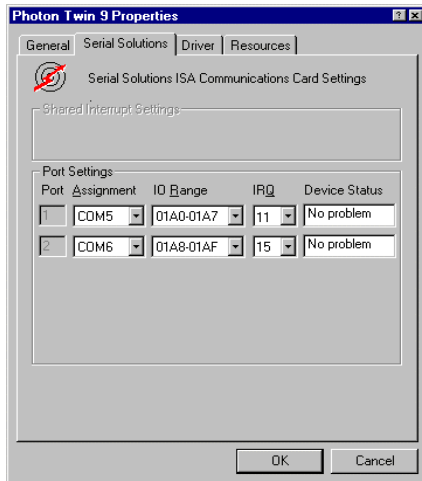 Photon Twin 9 Properties
General Serial Solutions Driver Resources
Serial Solutions ISA Communications Card Settings
Shared Interrupt Settings
Port Settings
Port Assignment IO Range IRQ Device Status
1 COM5 01A0-01A7 11 No problem
2 COM6 01A8-01AF 15 No problem
OK Cancel